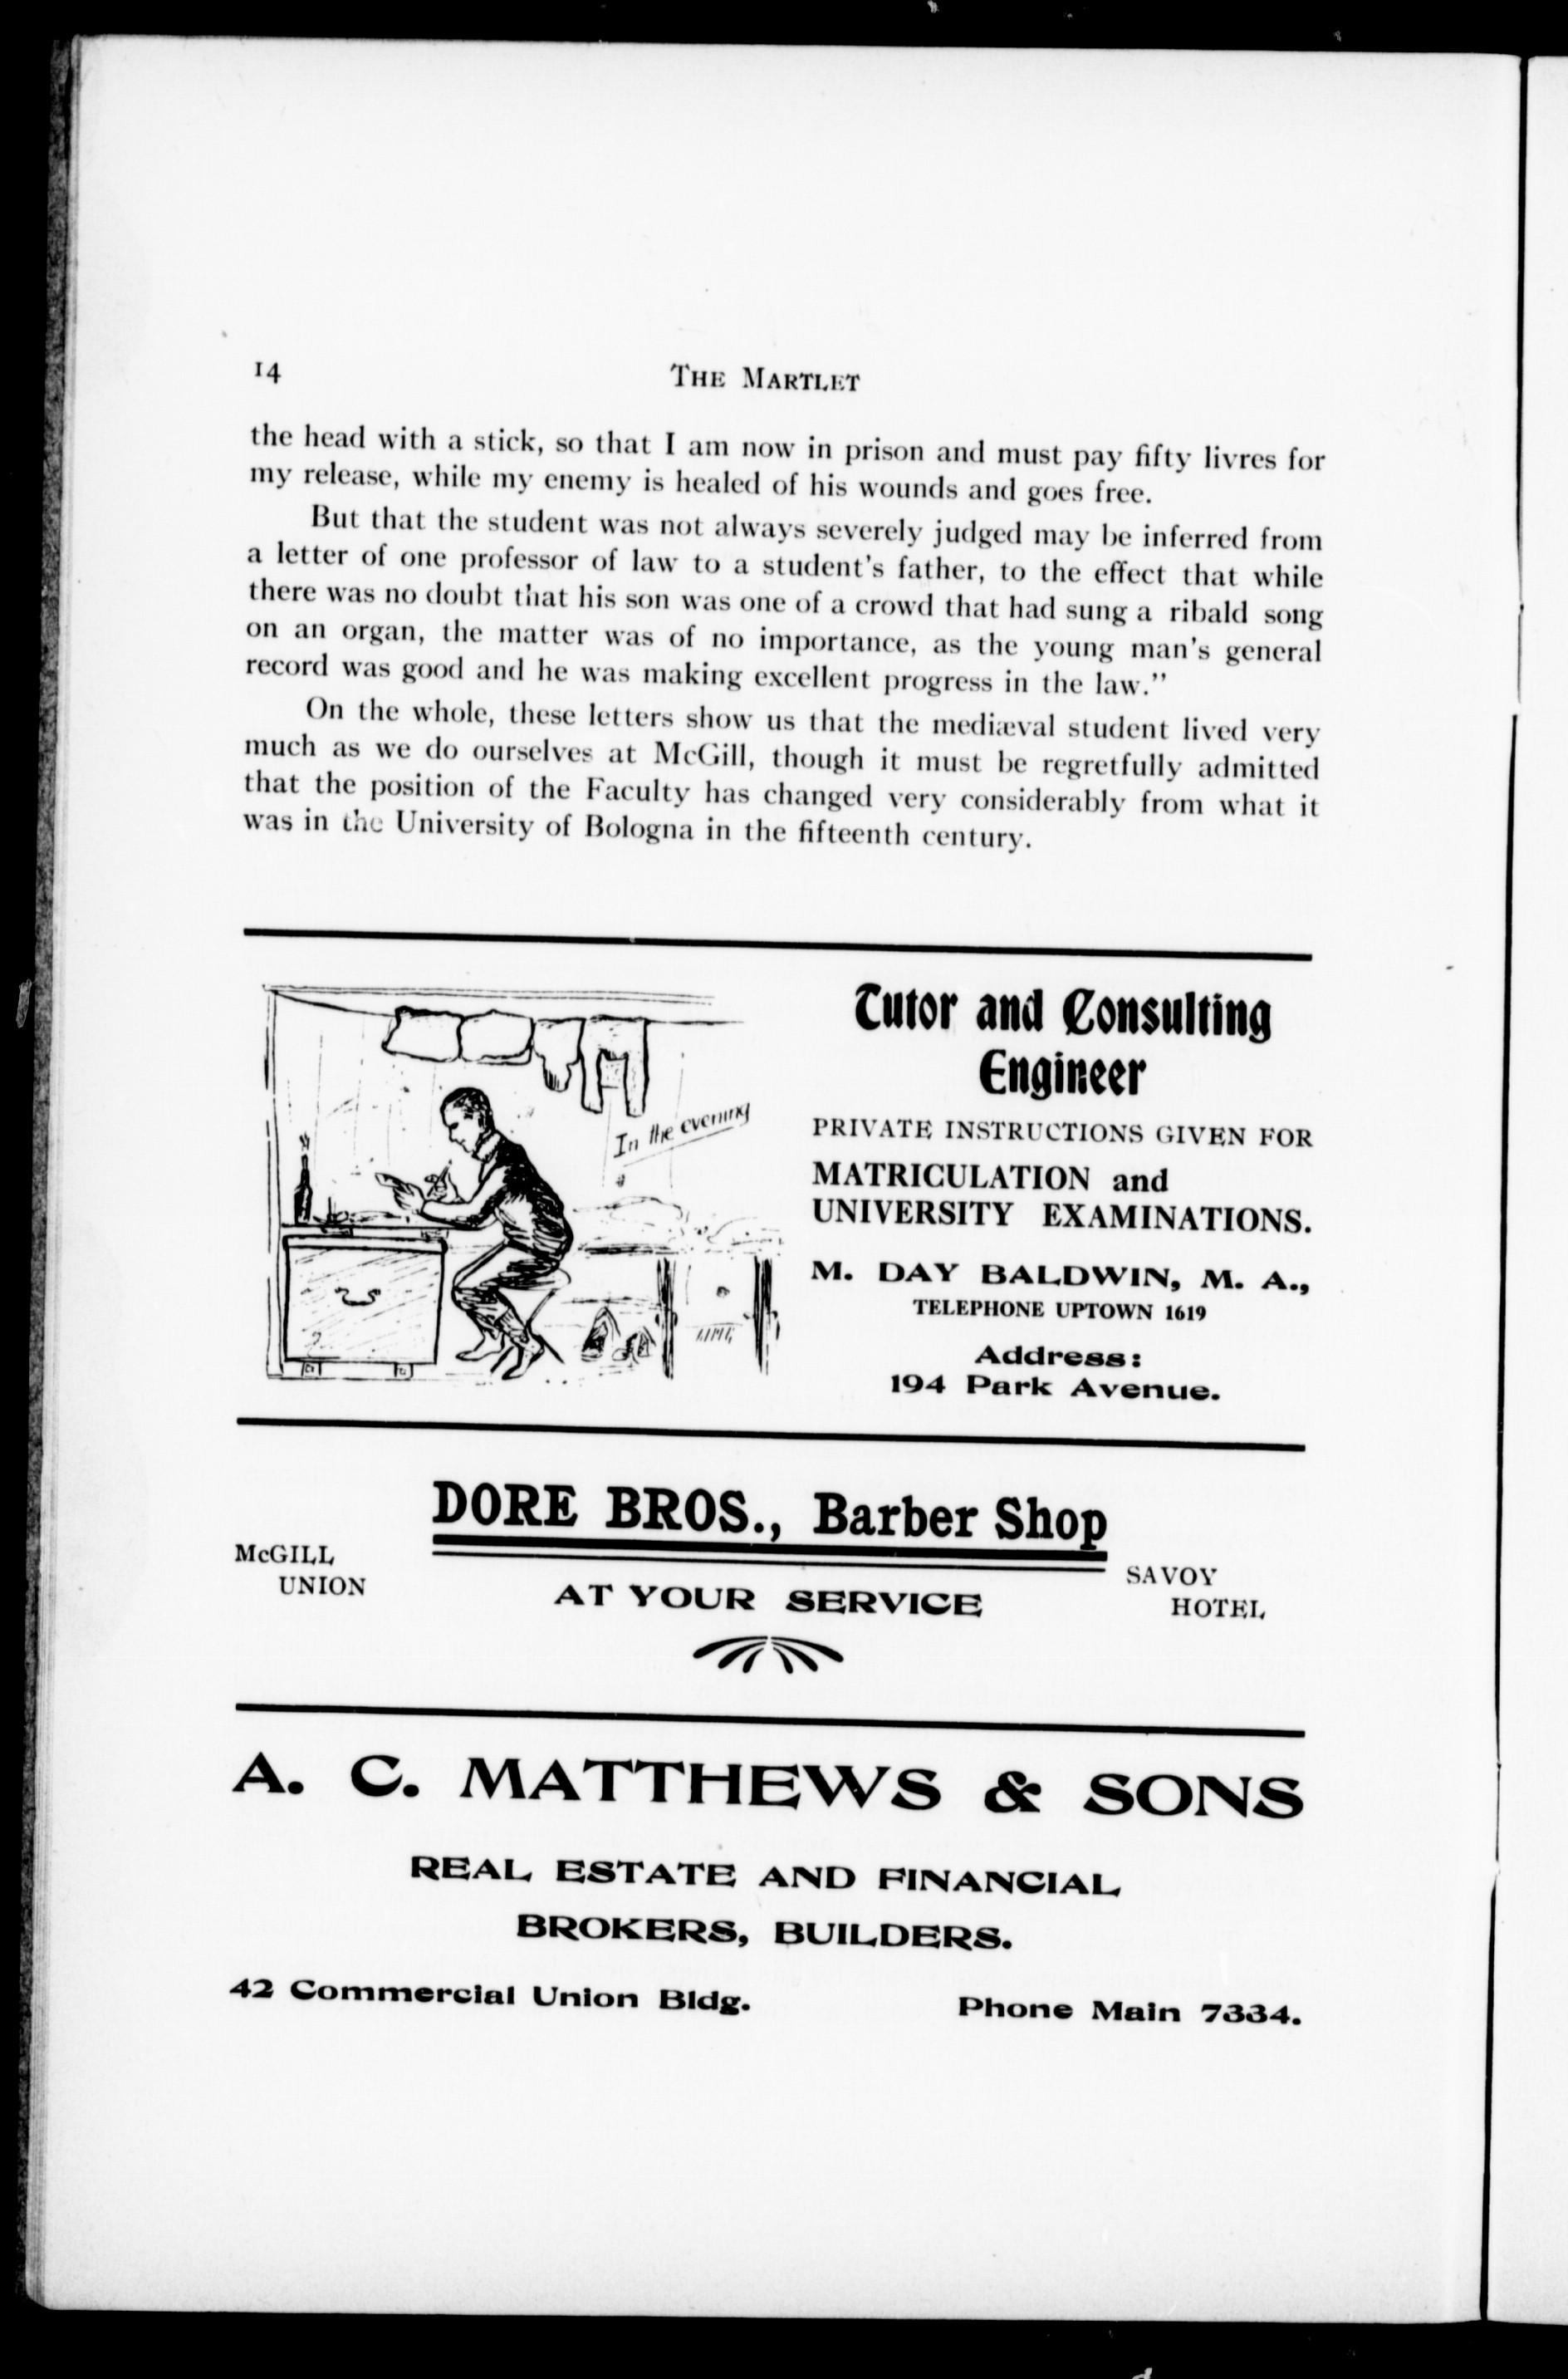 14
THE MARTLET
the head with a stick, so that I am now in prison and must pay fifty livres for
my release, while my enemy is healed of his wounds and goes free.
But that the student was not always severely judged may be inferred from
a letter of one professor of law to a student's father, to the effect that while
there was no doubt that his son was one of a crowd that had sung a ribald song
on an organ, the matter was of no importance, as the young man's general
record was good and he was making excellent progress in the law."
On the whole, these letters show us that the mediæval student lived very
much as we do ourselves at McGill, though it must be regretfully admitted
that the position of the Faculty has changed very considerably from what it
was in the University of Bologna in the fifteenth century.
In the evening
Tutor and Consulting
Engineer
PRIVATE INSTRUCTIONS GIVEN FOR
MATRICULATION and
UNIVERSITY EXAMINATIONS.
M. DAY BALDWIN, M. A.,
TELEPHONE UPTOWN 1619
Address:
194 Park Avenue.
DORE BROS., Barber Shop
McGILL
UNION
AT YOUR SERVICE
SAVOY
HOTEL
A. C. MATTHEWS & SONS
REAL ESTATE AND FINANCIAL
BROKERS, BUILDERS.
42 Commercial Union Bldg.
Phone Main 7334.